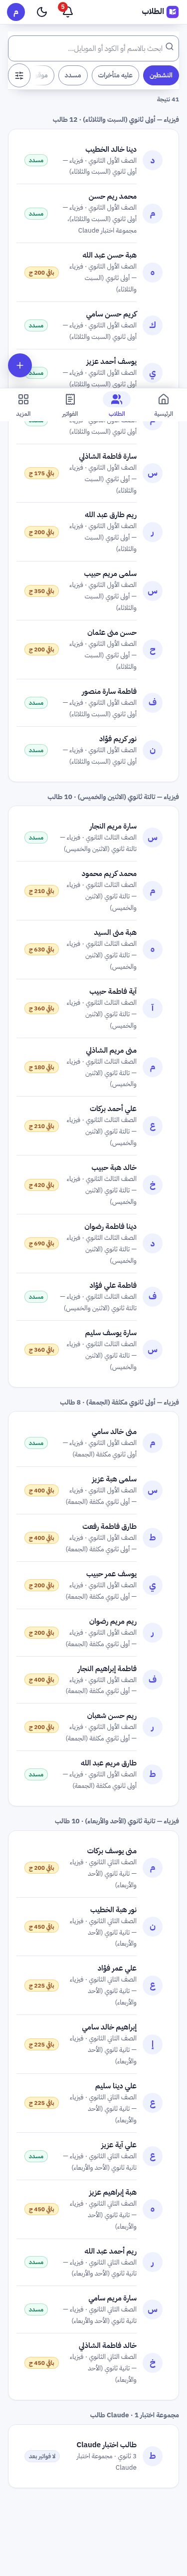 الطلاب
3
م
ابحث بالاسم أو الكود أو الموبايل...
النشطين
عليه متأخرات
مسدد
موقو
41 نتيجة
فيزياء — أولى ثانوي (السبت والثلاثاء) · 12 طالب
د
دينا خالد الخطيب
الصف الأول الثانوي · فيزياء —
أولى ثانوي (السبت والثلاثاء)
مسدد
م
محمد ريم حسن
الصف الأول الثانوي · فيزياء —
أولى ثانوي (السبت والثلاثاء)،
مجموعة اختبار Claude
مسدد
ه
هبة حسن عبد الله
الصف الأول الثانوي · فيزياء
— أولى ثانوي (السبت
والثلاثاء)
باقي 200 ج
ك
كريم حسن سامي
الصف الأول الثانوي · فيزياء —
أولى ثانوي (السبت والثلاثاء)
مسدد
ي
يوسف أحمد عزيز
الصف الأول الثانوي · فيزياء —
أولى ثانوي (السبت والثلاثاء)
مسدد
الرئيسية
الطلاب
الفواتير
المزيد
أولى ثانوي (السبت والثلاثاء)
س
سارة فاطمة الشاذلي
الصف الأول الثانوي · فيزياء
— أولى ثانوي (السبت
والثلاثاء)
باقي 175 ج
ر
ريم طارق عبد الله
الصف الأول الثانوي · فيزياء
— أولى ثانوي (السبت
والثلاثاء)
باقي 200 ج
س
سلمى مريم حبيب
الصف الأول الثانوي · فيزياء
— أولى ثانوي (السبت
والثلاثاء)
باقي 350 ج
ح
حسن منى علمان
الصف الأول الثانوي · فيزياء
— أولى ثانوي (السبت
والثلاثاء)
باقي 200 ج
ف
فاطمة سارة منصور
الصف الأول الثانوي · فيزياء —
أولى ثانوي (السبت والثلاثاء)
مسدد
ن
نور كريم فؤاد
الصف الأول الثانوي · فيزياء —
أولى ثانوي (السبت والثلاثاء)
مسدد
فيزياء — ثالثة ثانوي (الاثنين والخميس) · 10 طالب
س
سارة مريم النجار
الصف الثالث الثانوي · فيزياء —
ثالثة ثانوي (الاثنين والخميس)
مسدد
م
محمد كريم محمود
الصف الثالث الثانوي · فيزياء
— ثالثة ثانوي (الاثنين
والخميس)
باقي 210 ج
ه
هبة منى السيد
الصف الثالث الثانوي · فيزياء
— ثالثة ثانوي (الاثنين
والخميس)
باقي 630 ج
آ
آية فاطمة حبيب
الصف الثالث الثانوي · فيزياء
— ثالثة ثانوي (الاثنين
والخميس)
باقي 360 ج
م
منى مريم الشاذلي
الصف الثالث الثانوي · فيزياء
— ثالثة ثانوي (الاثنين
والخميس)
باقي 180 ج
ع
علي أحمد بركات
الصف الثالث الثانوي · فيزياء
— ثالثة ثانوي (الاثنين
والخميس)
باقي 210 ج
خ
خالد هبة حبيب
الصف الثالث الثانوي · فيزياء
— ثالثة ثانوي (الاثنين
والخميس)
باقي 420 ج
د
دينا فاطمة رضوان
الصف الثالث الثانوي · فيزياء
— ثالثة ثانوي (الاثنين
والخميس)
باقي 690 ج
ف
فاطمة علي فؤاد
الصف الثالث الثانوي · فيزياء —
ثالثة ثانوي (الاثنين والخميس)
مسدد
س
سارة يوسف سليم
الصف الثالث الثانوي · فيزياء
— ثالثة ثانوي (الاثنين
والخميس)
باقي 360 ج
فيزياء — أولى ثانوي مكثفة (الجمعة) · 8 طالب
م
منى خالد سامي
الصف الأول الثانوي · فيزياء —
أولى ثانوي مكثفة (الجمعة)
مسدد
س
سلمى هبة عزيز
الصف الأول الثانوي · فيزياء
— أولى ثانوي مكثفة (الجمعة)
باقي 400 ج
ط
طارق فاطمة رفعت
الصف الأول الثانوي · فيزياء
— أولى ثانوي مكثفة (الجمعة)
باقي 400 ج
ي
يوسف عمر حبيب
الصف الأول الثانوي · فيزياء
— أولى ثانوي مكثفة (الجمعة)
باقي 200 ج
ر
ريم مريم رضوان
الصف الأول الثانوي · فيزياء
— أولى ثانوي مكثفة (الجمعة)
باقي 200 ج
ف
فاطمة إبراهيم النجار
الصف الأول الثانوي · فيزياء
— أولى ثانوي مكثفة (الجمعة)
باقي 400 ج
ر
ريم حسن شعبان
الصف الأول الثانوي · فيزياء
— أولى ثانوي مكثفة (الجمعة)
باقي 200 ج
ط
طارق مريم عبد الله
الصف الأول الثانوي · فيزياء —
أولى ثانوي مكثفة (الجمعة)
مسدد
فيزياء — ثانية ثانوي (الأحد والأربعاء) · 10 طالب
م
منى يوسف بركات
الصف الثاني الثانوي · فيزياء
— ثانية ثانوي (الأحد
والأربعاء)
باقي 200 ج
ن
نور هبة الخطيب
الصف الثاني الثانوي · فيزياء
— ثانية ثانوي (الأحد
والأربعاء)
باقي 450 ج
ع
علي عمر فؤاد
الصف الثاني الثانوي · فيزياء
— ثانية ثانوي (الأحد
والأربعاء)
باقي 225 ج
إ
إبراهيم خالد سامي
الصف الثاني الثانوي · فيزياء
— ثانية ثانوي (الأحد
والأربعاء)
باقي 225 ج
ع
علي دينا سليم
الصف الثاني الثانوي · فيزياء
— ثانية ثانوي (الأحد
والأربعاء)
باقي 225 ج
ع
علي آية عزيز
الصف الثاني الثانوي · فيزياء —
ثانية ثانوي (الأحد والأربعاء)
مسدد
ه
هبة إبراهيم عزيز
الصف الثاني الثانوي · فيزياء
— ثانية ثانوي (الأحد
والأربعاء)
باقي 450 ج
ر
ريم أحمد عبد الله
الصف الثاني الثانوي · فيزياء —
ثانية ثانوي (الأحد والأربعاء)
مسدد
س
سارة مريم سامي
الصف الثاني الثانوي · فيزياء —
ثانية ثانوي (الأحد والأربعاء)
مسدد
خ
خالد فاطمة الشاذلي
الصف الثاني الثانوي · فيزياء
— ثانية ثانوي (الأحد
والأربعاء)
باقي 450 ج
مجموعة اختبار Claude · 1 طالب
ط
طالب اختبار Claude
3 ثانوي · مجموعة اختبار
Claude
لا فواتير بعد